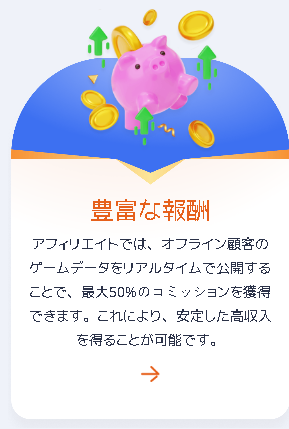 豊富な報酬
アフィリエイトでは、オフライン顧客の
ゲームデータをリアルタイムで公開する
ことで、最大50%のコミッションを獲得
できます。これにより、安定した高収入
を得ることが可能です。